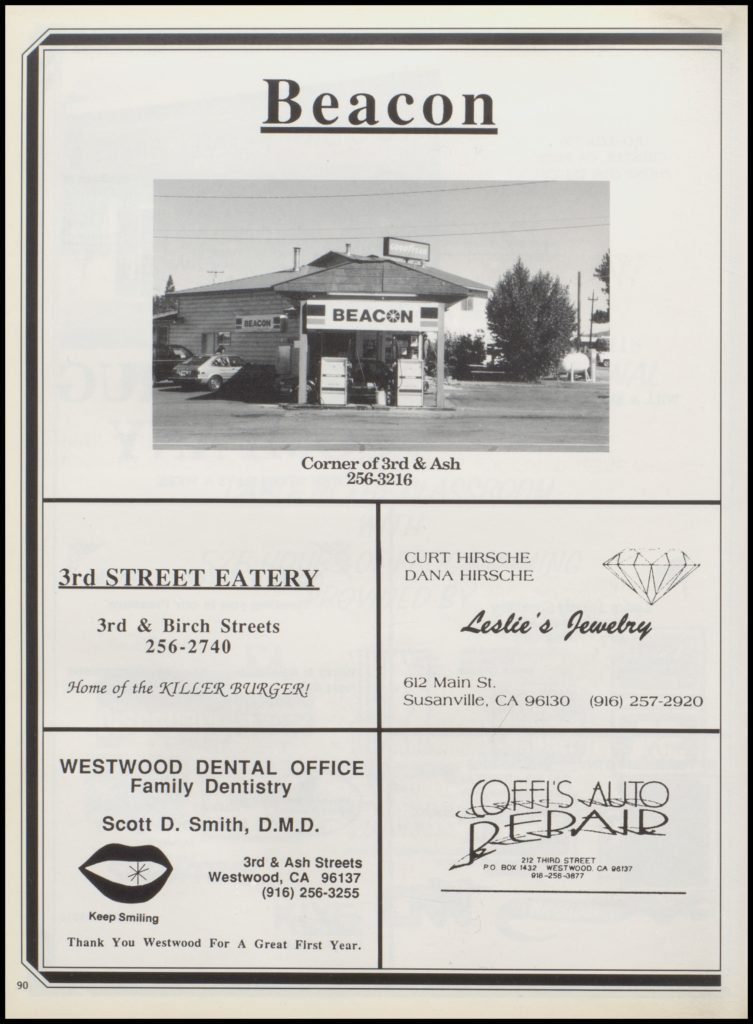 Beacon
GOODYEAR
BEACON
BEACON
Corner of 3rd & Ash
256-3216
3rd STREET EATERY
3rd & Birch Streets
256-2740
Home of the KILLER BURGER!
CURT HIRSCHE
DANA HIRSCHE
Leslie's Jewelry
612 Main St.
Susanville, CA 96130 (916) 257-2920
WESTWOOD DENTAL OFFICE
Family Dentistry
Scott D. Smith, D.M.D.
3rd & Ash Streets
Westwood, CA 96137
(916) 256-3255
Keep Smiling
Thank You Westwood For A Great First Year.
COFFI'S AUTO
REPAIR
212 THIRD STREET
P.O. BOX 1432 WESTWOOD. CA 96137
916-256-3877
90